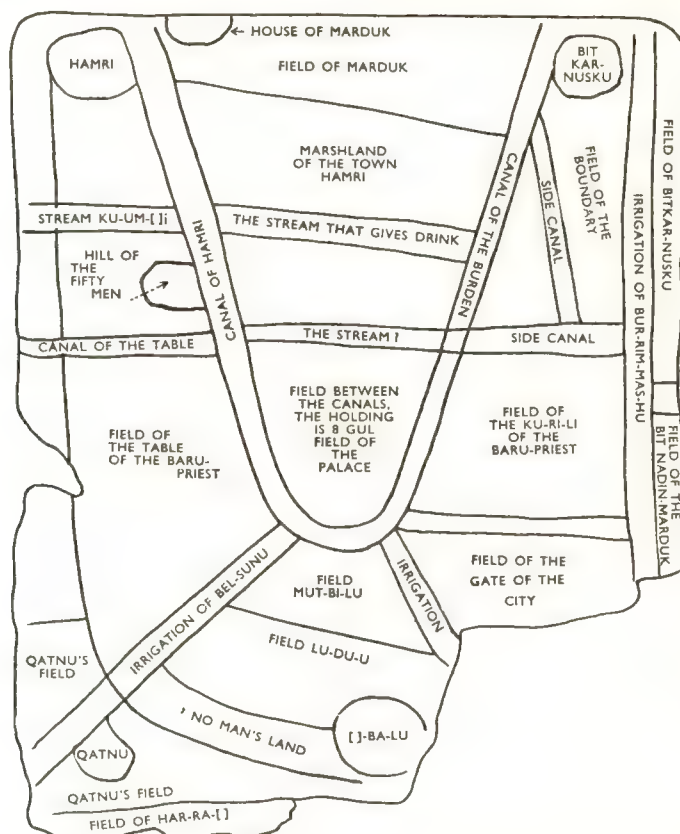 ← HOUSE OF MARDUK
HAMRI
BIT
KAR-
NUSKU
FIELD OF MARDUK
MARSHLAND
OF THE TOWN
HAMRI
CANAL OF THE BURDEN
SIDE CANAL
FIELD OF THE
BOUNDARY
IRRIGATION OF BUR-RIM-MAS-HU
FIELD OF BITKAR-NUSKU
STREAM KU-UM-[ ]i
THE STREAM THAT GIVES DRINK
CANAL OF HAMRI
HILL OF
THE
FIFTY
MEN
CANAL OF THE TABLE
THE STREAM ?
SIDE CANAL
FIELD BETWEEN
THE CANALS,
THE HOLDING
IS 8 GUL
FIELD OF
THE
PALACE
FIELD OF
THE TABLE
OF THE BARU-
PRIEST
FIELD OF
THE KU-RI-LI
OF THE
BARU-PRIEST
FIELD OF THE
BIT NADIN-MARDUK
IRRIGATION OF BEL-SUNU
FIELD
MUT-BI-LU
IRRIGATION
FIELD OF THE
GATE OF THE
CITY
FIELD LU-DU-U
QATNU'S
FIELD
, NO MAN'S LAND
[ ]-BA-LU
QATNU
QATNU'S FIELD
FIELD OF HAR-RA-[ ]